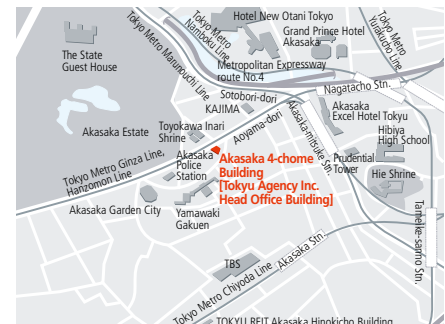 Hotel New Otani Tokyo
Tokyo Metro
Namboku Line
Grand Prince Hotel
Akasaka
Tokyo Metro
Yurakucho Line
The State
Guest House
Tokyo Metro Marunouchi Line
Metropolitan Expressway
route No.4
Nagatacho Stn.
Sotobori-dori
KAJIMA
Akasaka
Excel Hotel Tokyu
Akasaka Estate
Toyokawa Inari
Shrine
Aoyama-dori
Akasaka-mitsuke Stn.
Hibiya
High School
Tokyo Metro Ginza Line,
Hanzomon Line
Akasaka
Police
Station
Akasaka 4-chome
Building
[Tokyu Agency Inc.
Head Office Building]
Prudential
Tower
Hie Shrine
Akasaka Garden City
Yamawaki
Gakuen
Tameike-sanno Stn.
TBS
Akasaka Stn.
Tokyo Metro Chiyoda Line
TOKYU REIT Akasaka Hinokicho Building